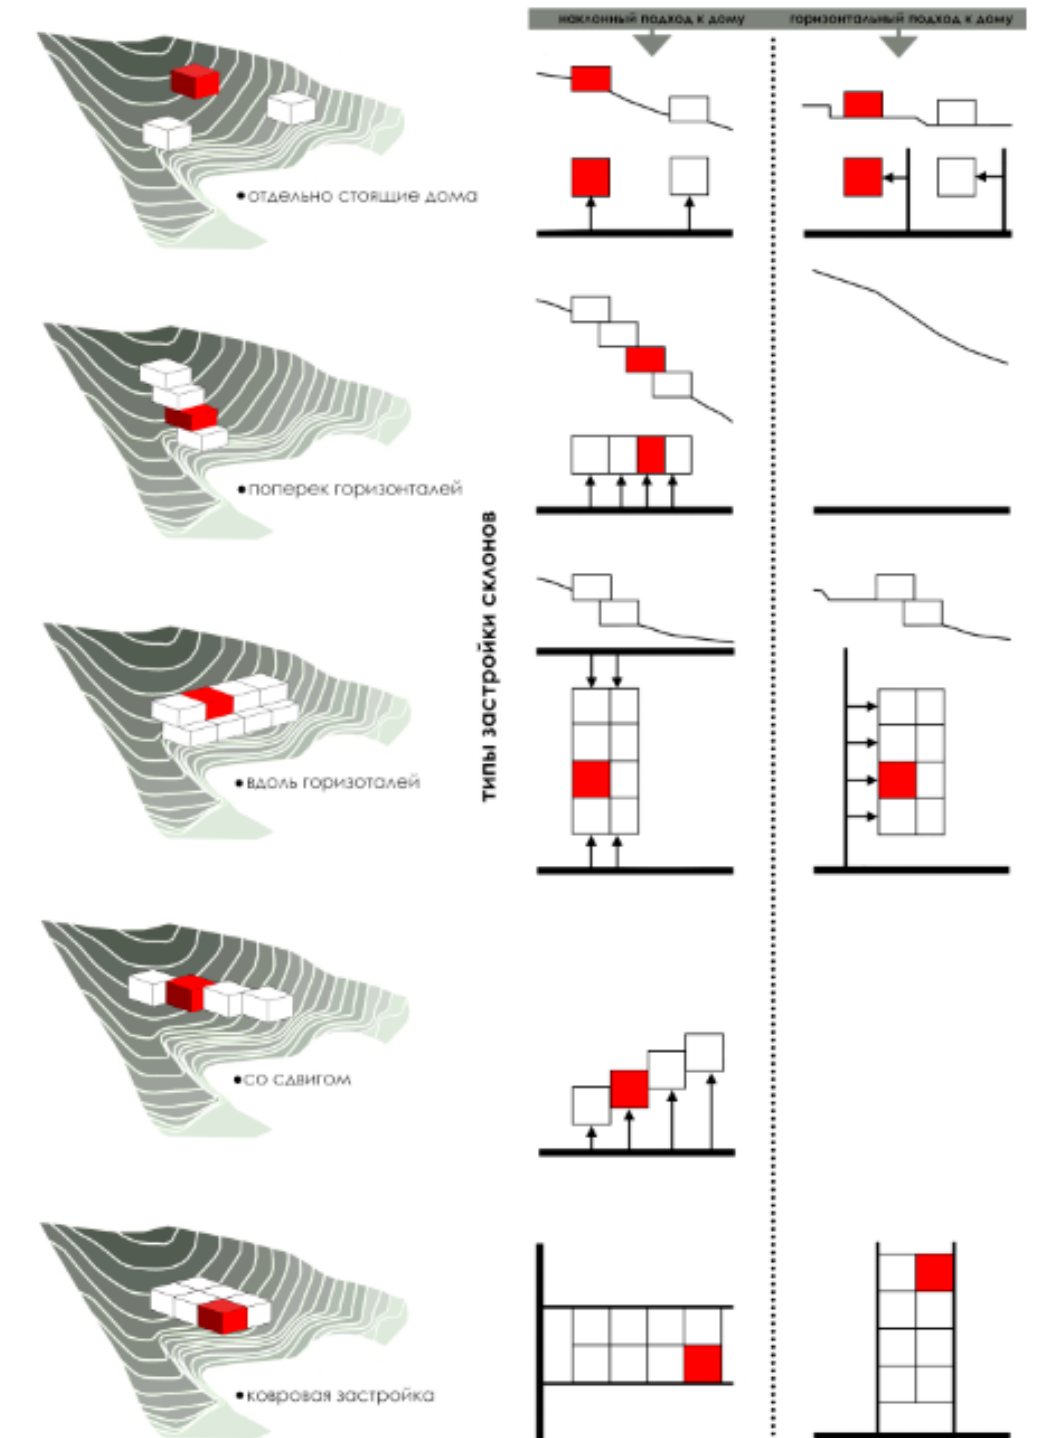 наклонный подход к дому
горизонтальный подход к дому
•отдельно стоящие дома
•поперек горизонталей
типы застройки склонов
•вдоль горизоталей
•со сдвигом
•ковровая застройка